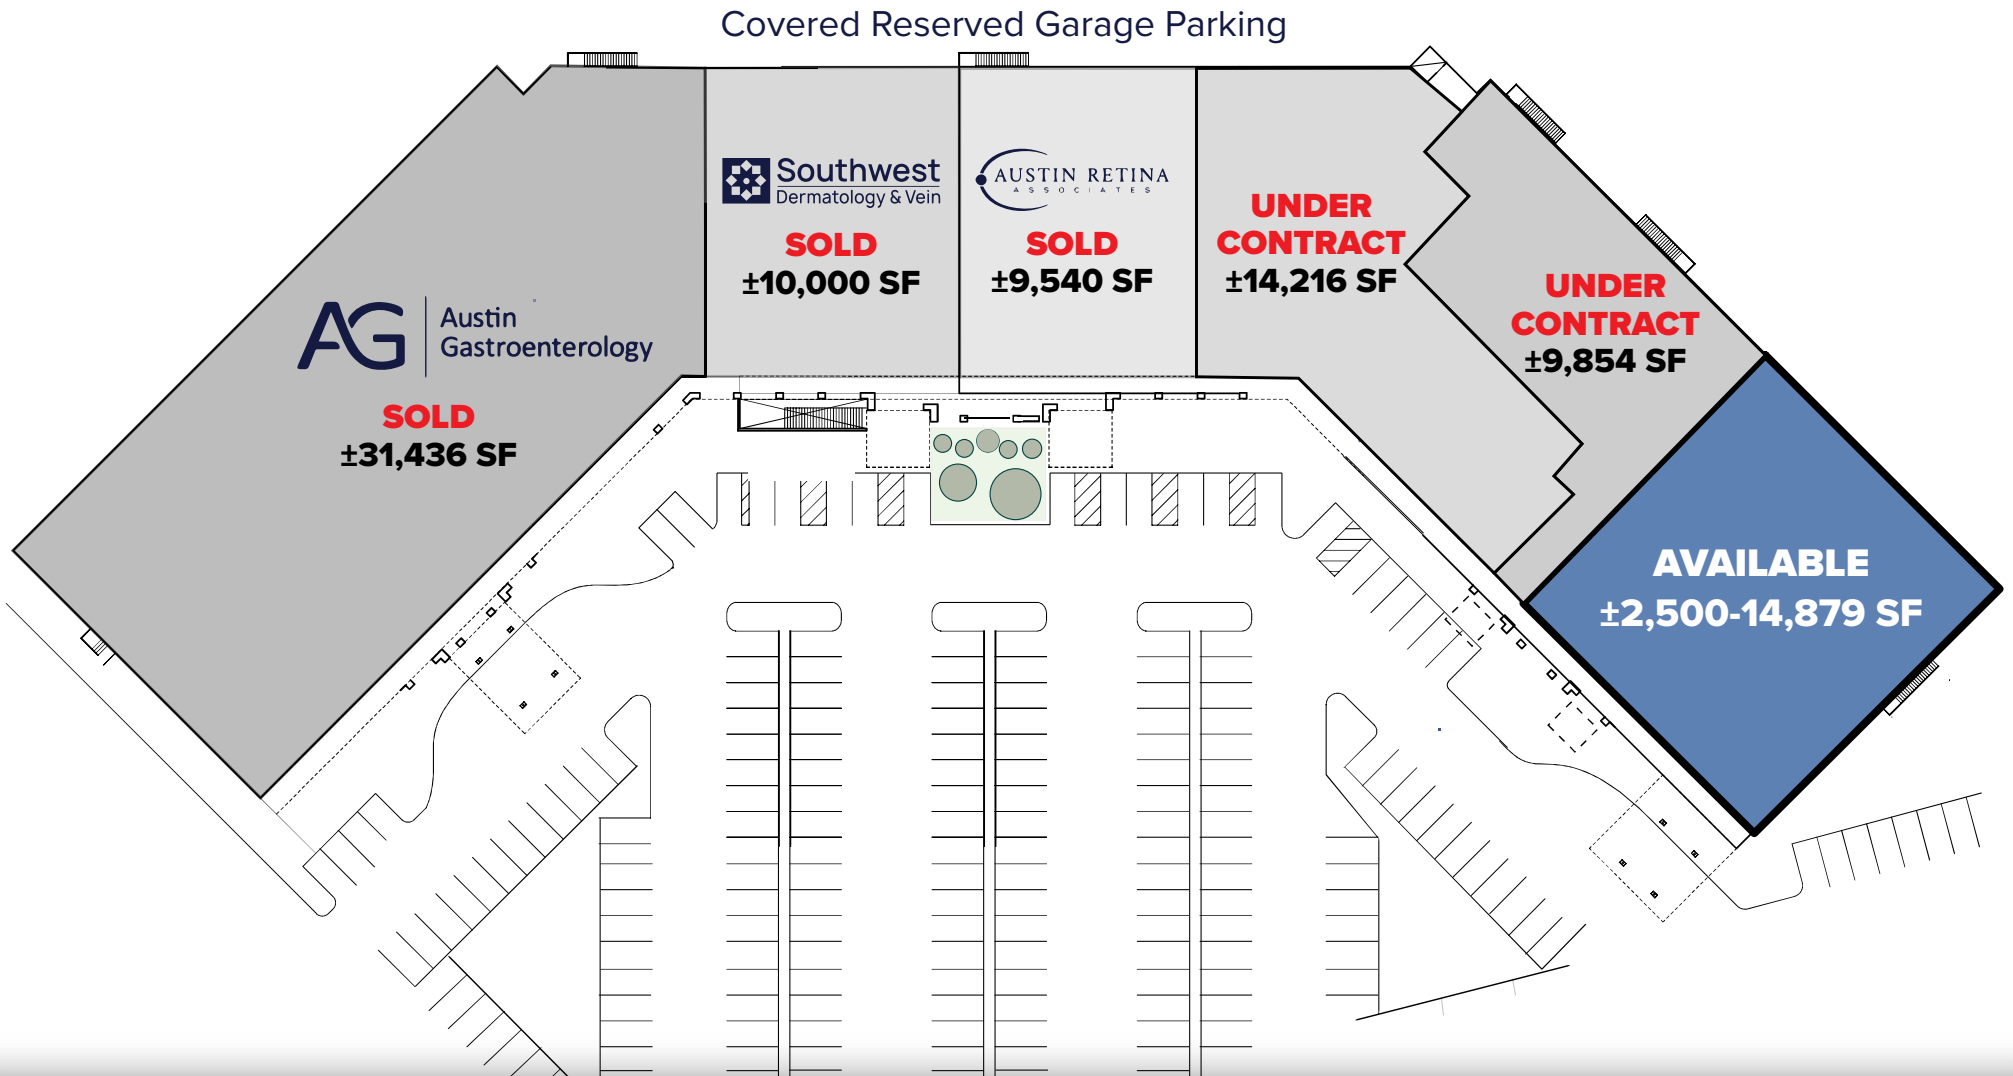 Covered Reserved Garage Parking
AG
Austin
Gastroenterology
SOLD
±31,436 SF
Southwest
Dermatology & Vein
SOLD
±10,000 SF
AUSTIN RETINA
ASSOCIATES
SOLD
±9,540 SF
UNDER
CONTRACT
±14,216 SF
UNDER
CONTRACT
±9,854 SF
AVAILABLE
±2,500-14,879 SF